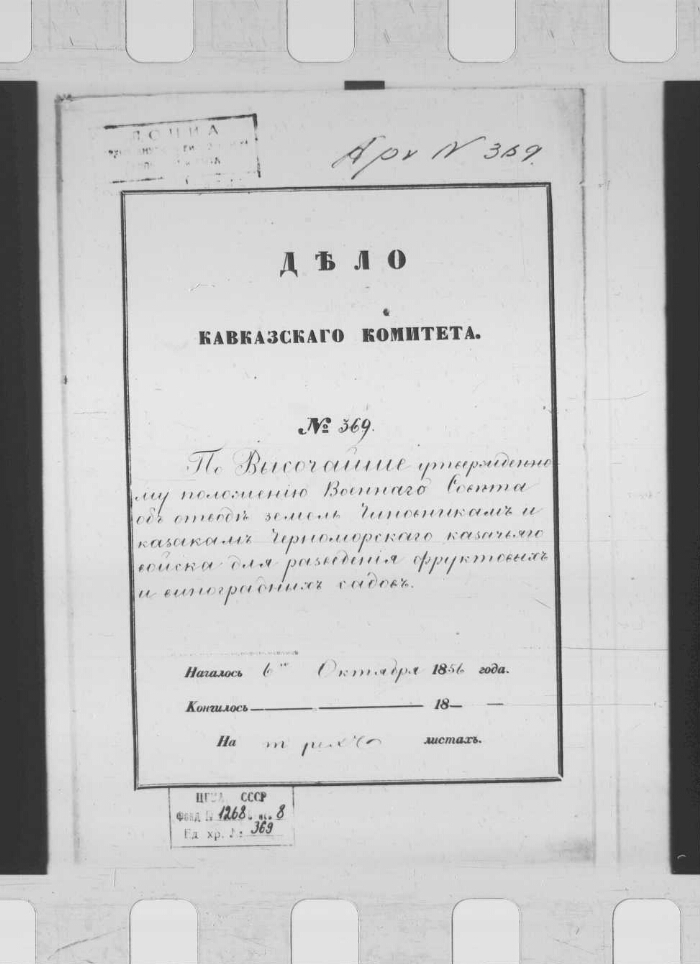 Арх N 369
ДѢЛО
КАВКАЗСКАГО КОМИТЕТА.
№ 369.
По Высочайше утвержденно-
му положенію Военнаго Совѣта
объ отводѣ земель Чиновникамъ и
казакамъ Черноморскаго казачьяго
войска для разведенія фруктовыхъ
и виноградныхъ садовъ.
Началось 6го Октября 1856 года.
Кончилось 18
На трехъ листахъ.
СССР
Фонд № 1268 оп. 8
Ед. хр. №: 369